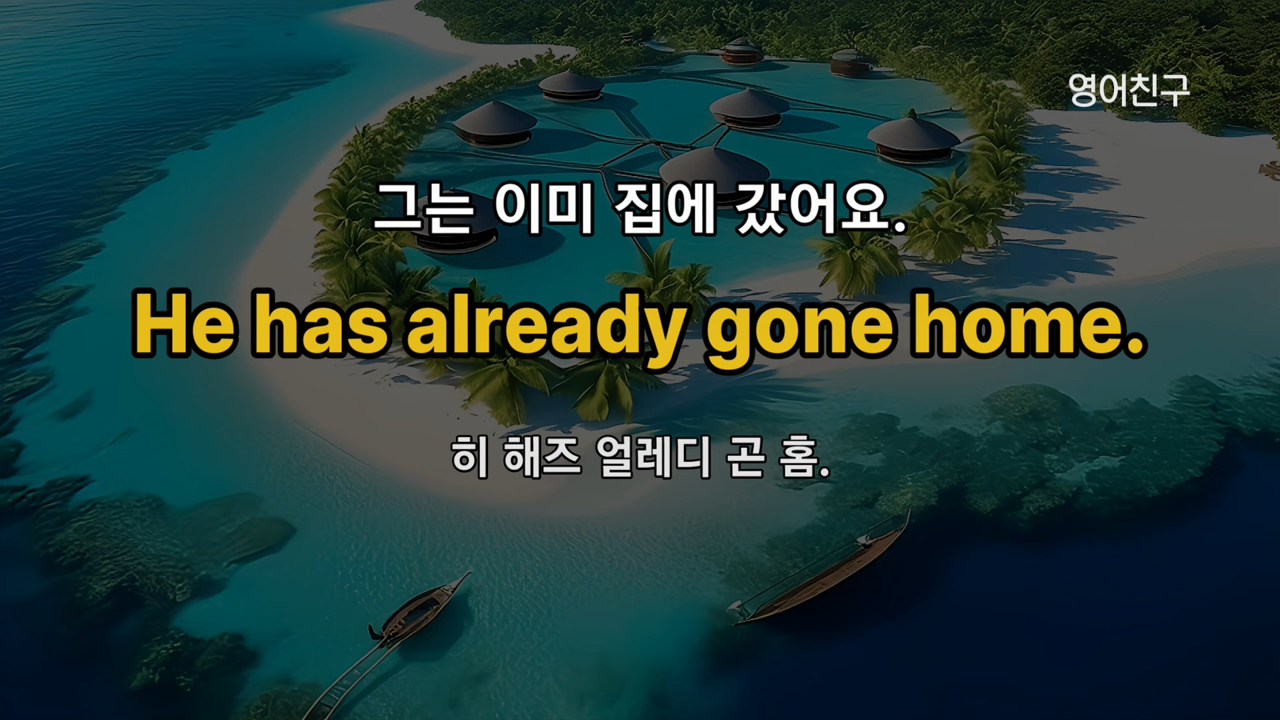 영어친구
그는 이미 집에 갔어요.
He has already gone home.
히 해즈 얼레디 곤 홈.